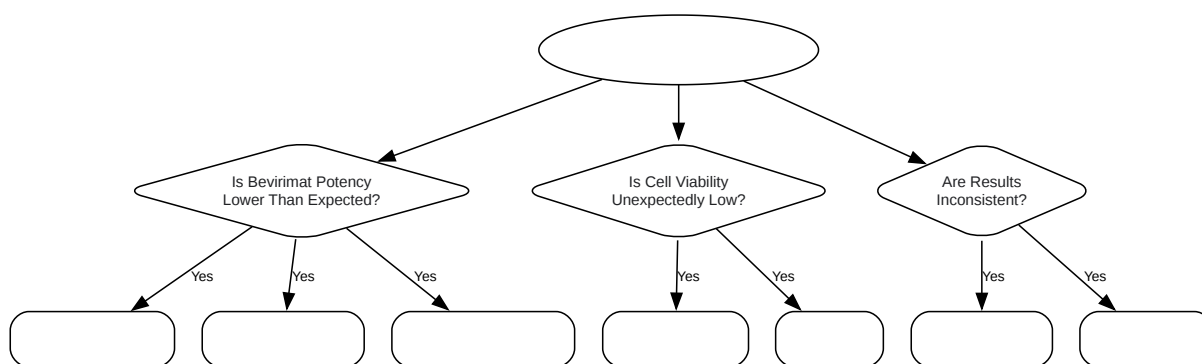 Is Bevirimat Potency
Lower Than Expected?
Is Cell Viability
Unexpectedly Low?
Are Results
Inconsistent?
Yes
Yes
Yes
Yes
Yes
Yes
Yes